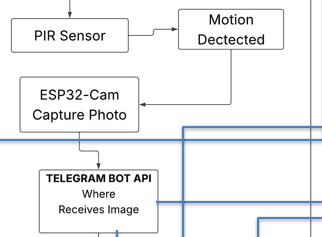 PIR Sensor
Motion
Dectected
ESP32-Cam
Capture Photo
TELEGRAM BOT API
Where
Receives Image